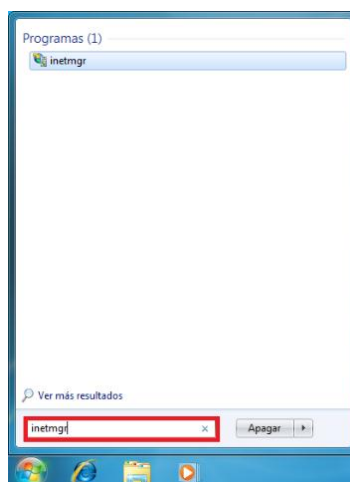 Programas (1)
inetmgr
Ver más resultados
inetmgr
Apagar